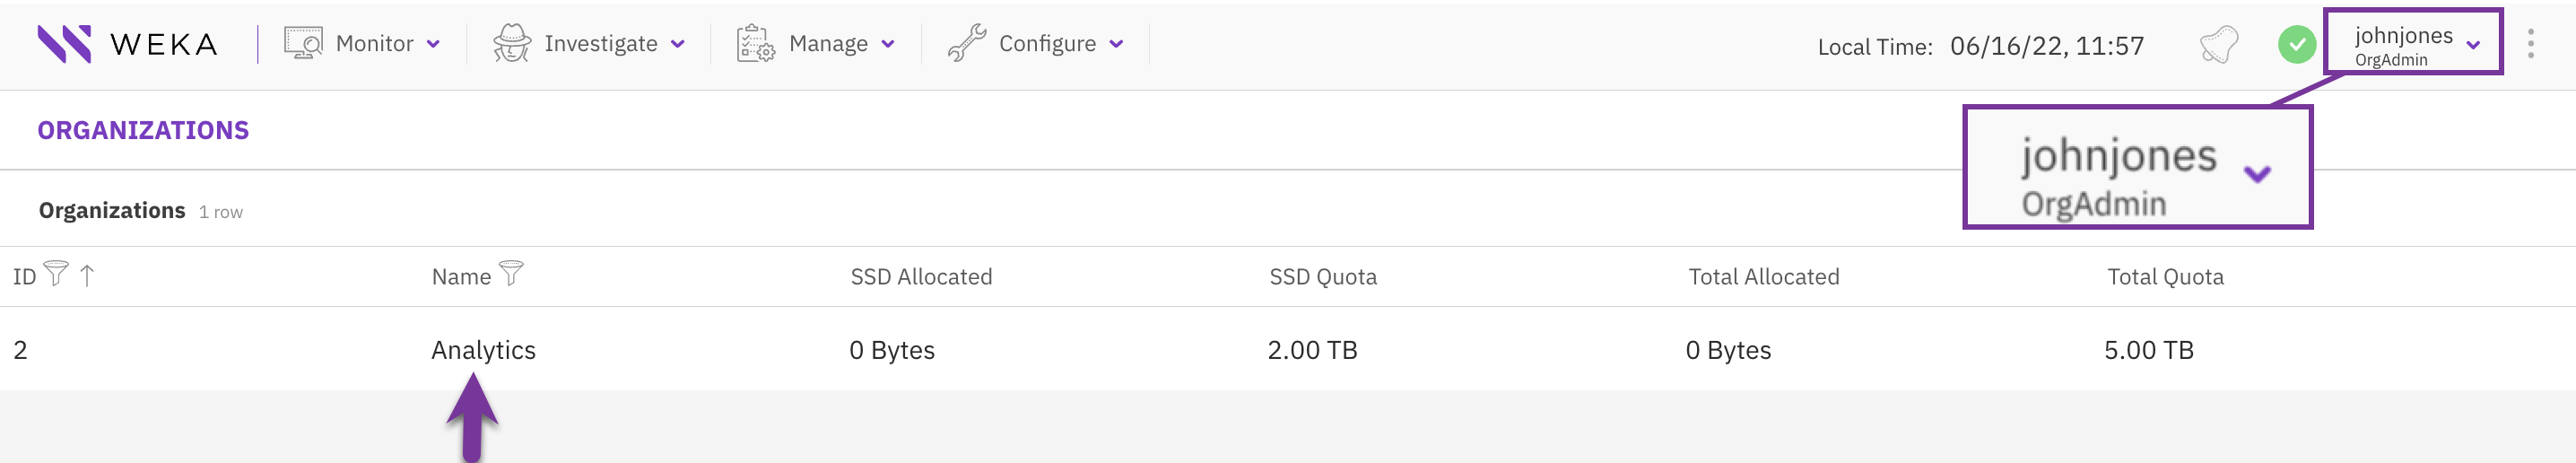 WEKA Monitor Investigate Manage Configure Local Time: 06/16/22, 11:57 johnjones
OrgAdmin
ORGANIZATIONS
johnjones
OrgAdmin
Organizations 1 row
ID Name SSD Allocated SSD Quota Total Allocated Total Quota
2 Analytics 0 Bytes 2.00 TB 0 Bytes 5.00 TB